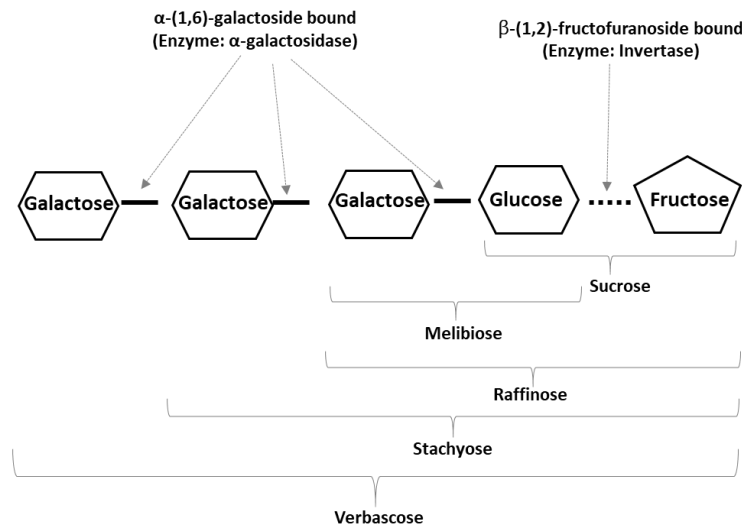 α-(1,6)-galactoside bound
(Enzyme: α-galactosidase)
β-(1,2)-fructofuranoside bound
(Enzyme: Invertase)
Galactose
Galactose
Galactose
Glucose
Fructose
Sucrose
Melibiose
Raffinose
Stachyose
Verbascose